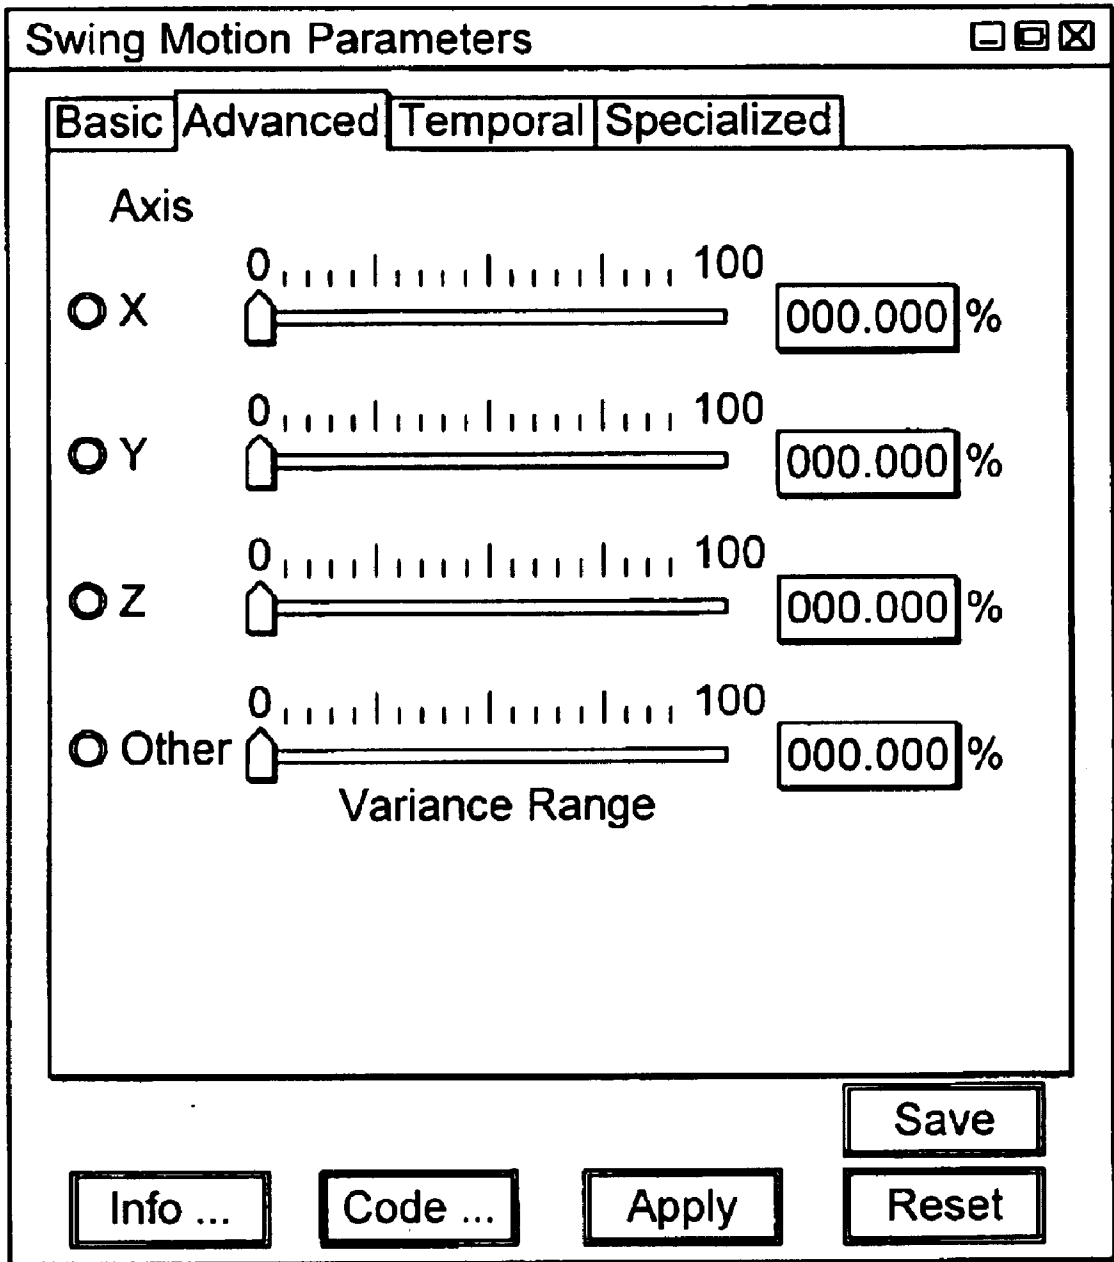 Swing Motion Parameters
Basic Advanced Temporal Specialized
Axis
0 100
X 000.000 %
0 100
Y 000.000 %
0 100
Z 000.000 %
0 100
Other 000.000 %
Variance Range
Save
Info ... Code ... Apply Reset